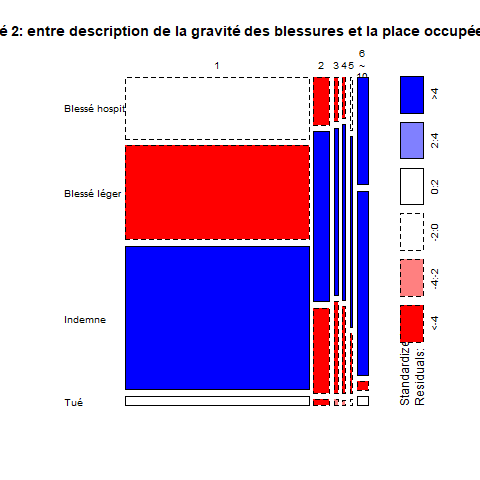 é 2: entre description de la gravité des blessures et la place occupée
1 2 3 4 5 6 ~ 10
Blessé hospit
Blessé léger
Indemne
Tué
>4
2:4
0:2
-2:0
-4:-2
<-4
Standardize
Residuals: